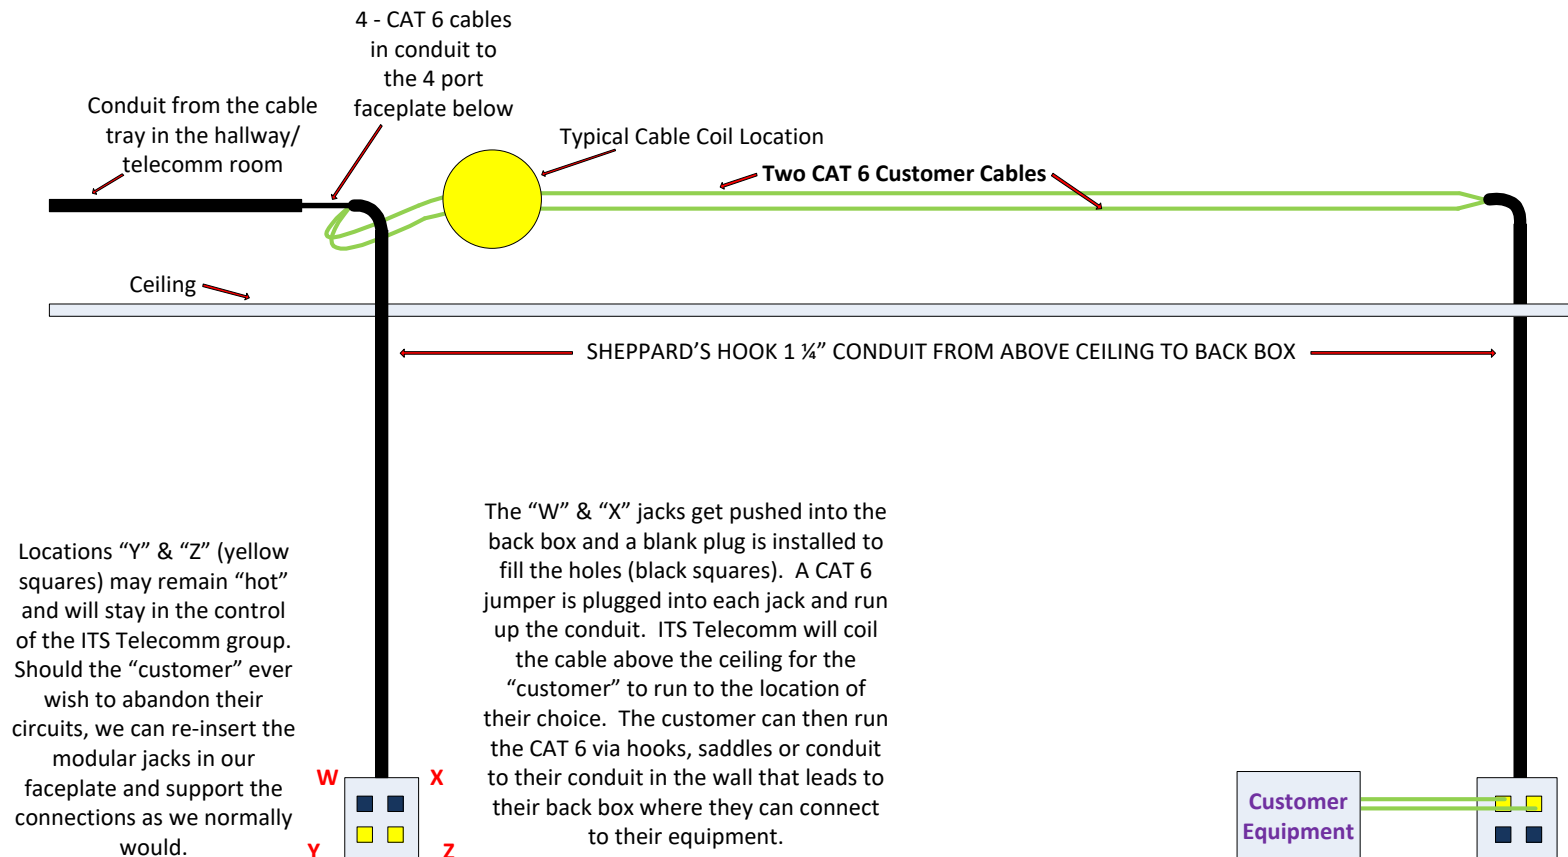 4 - CAT 6 cables
in conduit to
the 4 port
faceplate below
Conduit from the cable
tray in the hallway/
telecomm room
Typical Cable Coil Location
Two CAT 6 Customer Cables
Ceiling
SHEPPARD’S HOOK 1 ¼” CONDUIT FROM ABOVE CEILING TO BACK BOX
Locations “Y” & “Z” (yellow
squares) may remain “hot”
and will stay in the control
of the ITS Telecomm group.
Should the “customer” ever
wish to abandon their
circuits, we can re-insert the
modular jacks in our
faceplate and support the
connections as we normally
would.
The “W” & “X” jacks get pushed into the
back box and a blank plug is installed to
fill the holes (black squares).  A CAT 6
jumper is plugged into each jack and run
up the conduit.  ITS Telecomm will coil
the cable above the ceiling for the
“customer” to run to the location of
their choice.  The customer can then run
the CAT 6 via hooks, saddles or conduit
to their conduit in the wall that leads to
their back box where they can connect
to their equipment.
W
X
Y
Z
Customer
Equipment